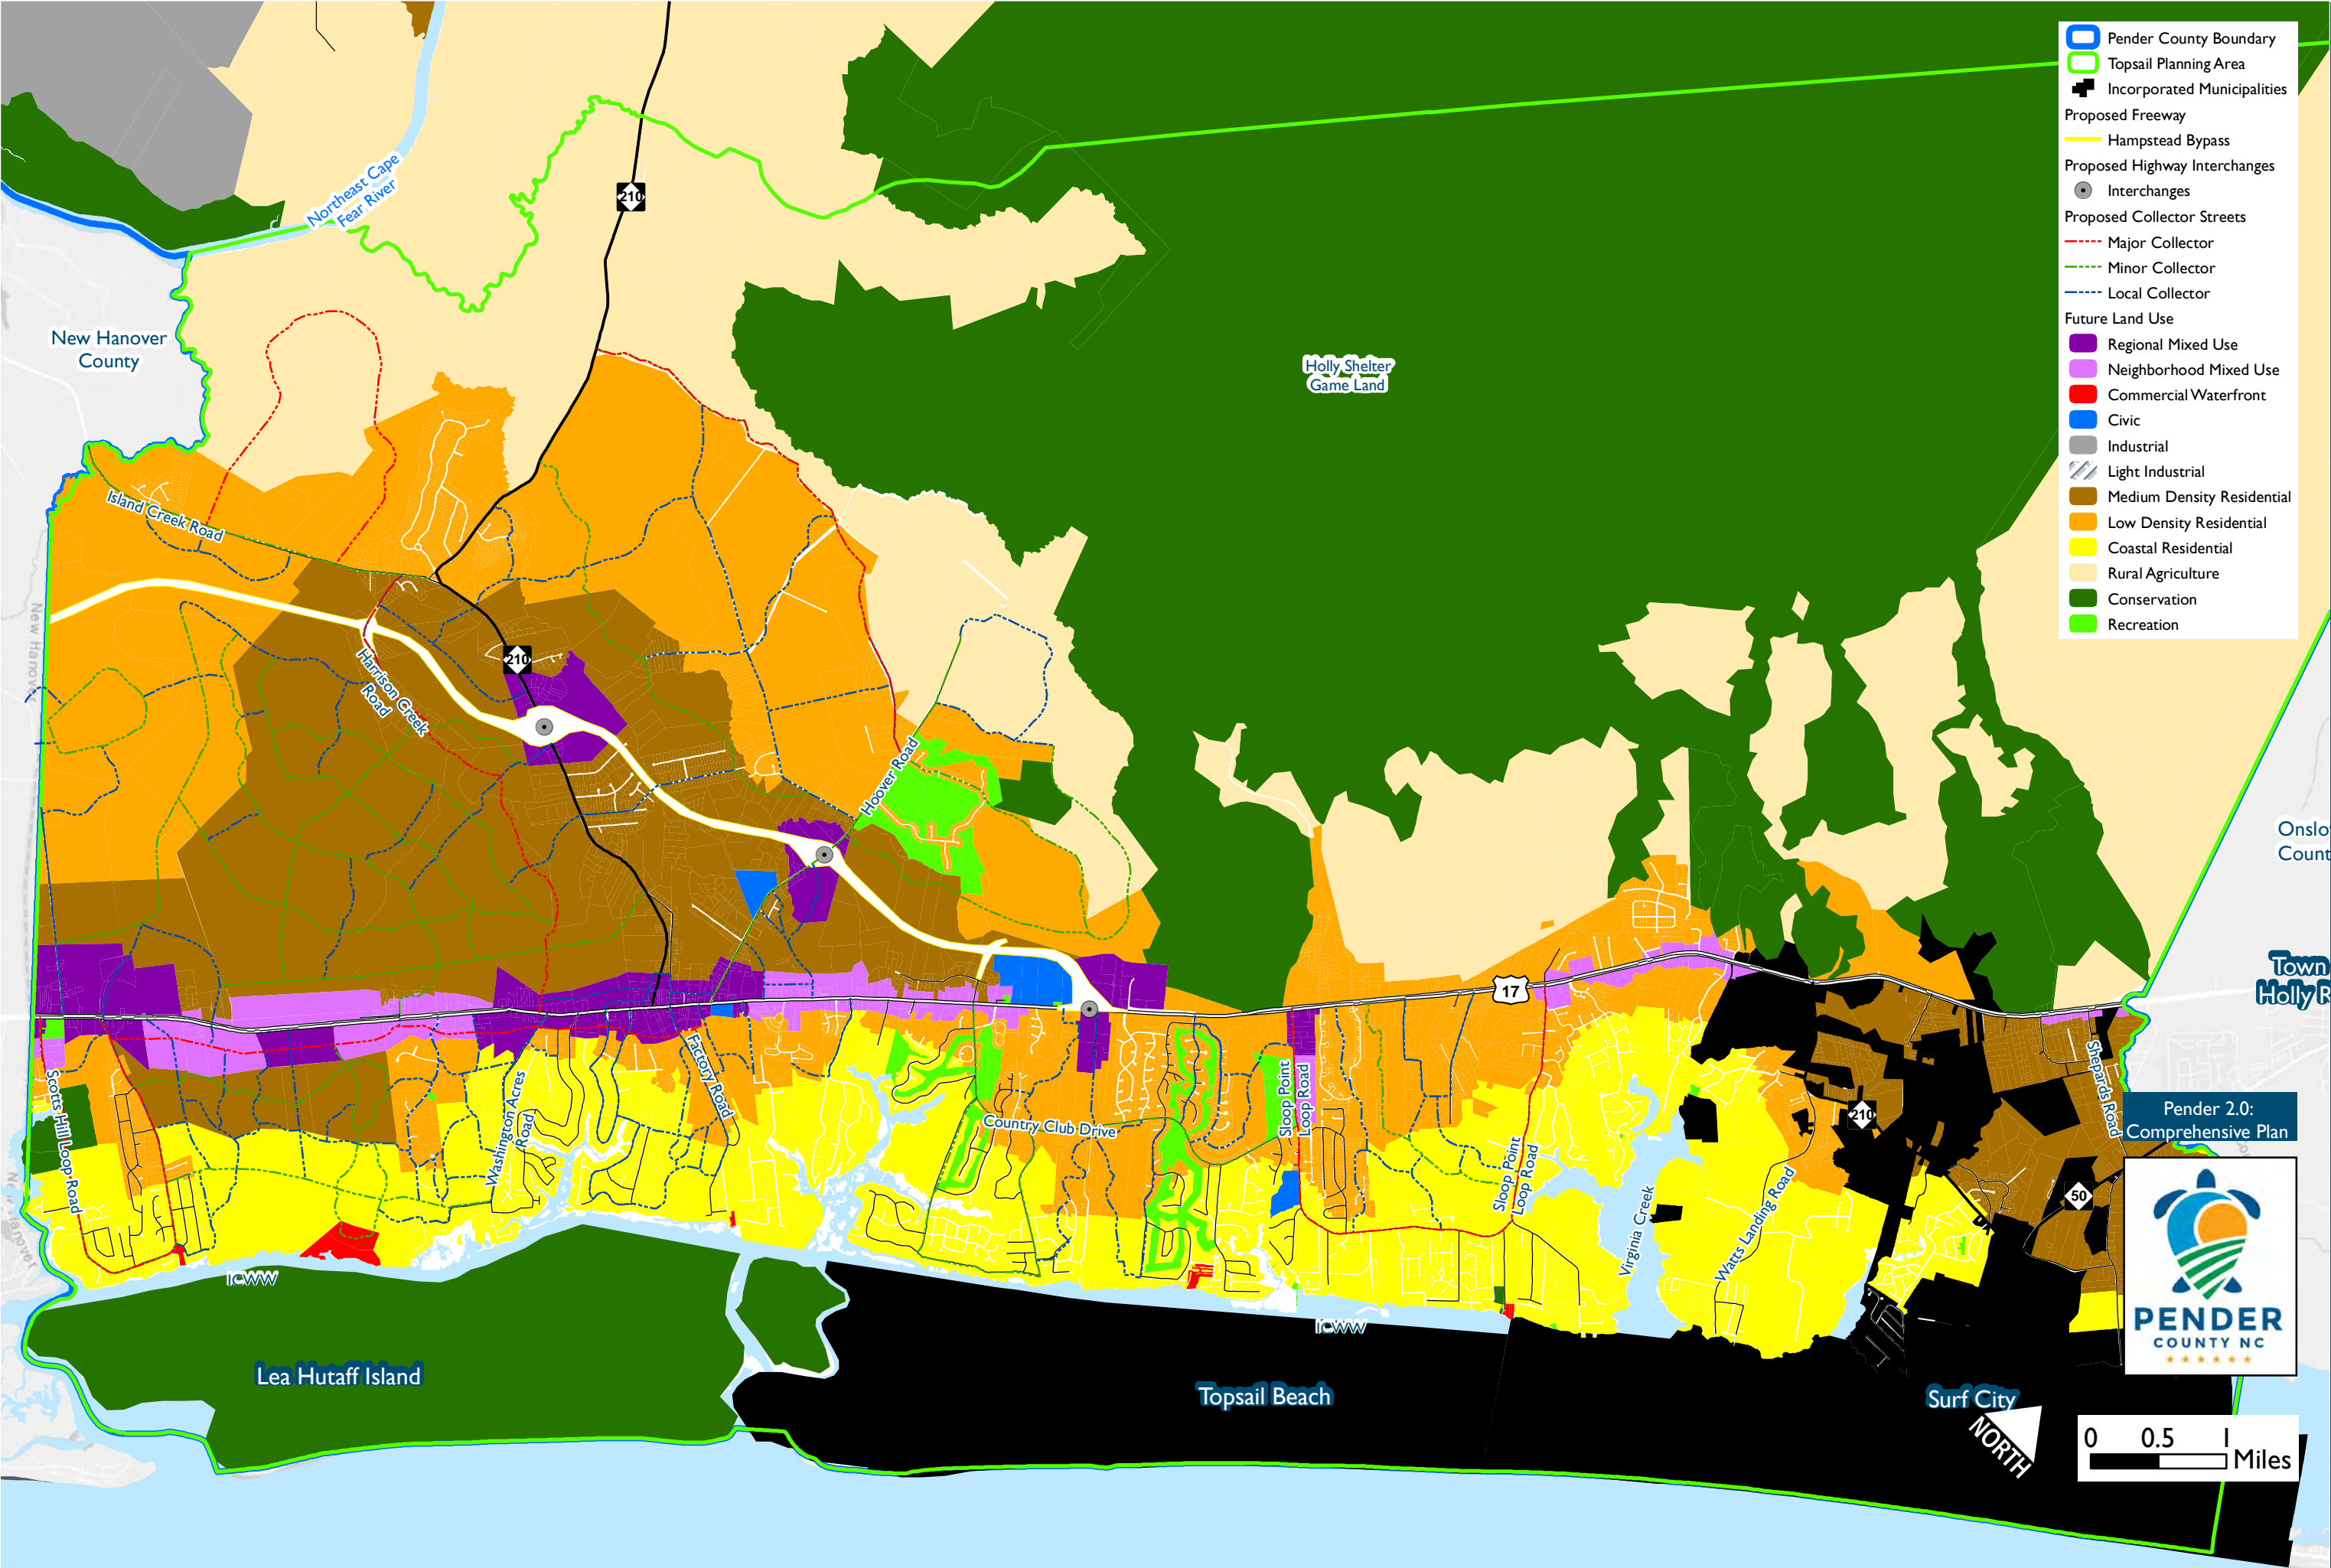 Pender County Boundary
Topsail Planning Area
Incorporated Municipalities
Proposed Freeway
Hampstead Bypass
Proposed Highway Interchanges
Interchanges
Proposed Collector Streets
Major Collector
Minor Collector
Local Collector
Future Land Use
Regional Mixed Use
Neighborhood Mixed Use
Commercial Waterfront
Civic
Industrial
Light Industrial
Medium Density Residential
Low Density Residential
Coastal Residential
Rural Agriculture
Conservation
Recreation
Northeast Cape
Fear River
210
New Hanover
County
Holly Shelter
Game Land
Island Creek Road
New Hanover
210
Harrison Creek
Road
Hoover Road
Onslo
Count
Town
Holly R
17
Scotts Hill Loop Road
Washington Acres
Road
Factory Road
Country Club Drive
Sloop Point
Loop Road
Sloop Point
Loop Road
Virginia Creek
Watts Landing Road
210
Shepards Road
50
Pender 2.0:
Comprehensive Plan
PENDER
COUNTY NC
ICWW
ICWW
Lea Hutaff Island
Topsail Beach
Surf City
NORTH
0 0.5 1
Miles